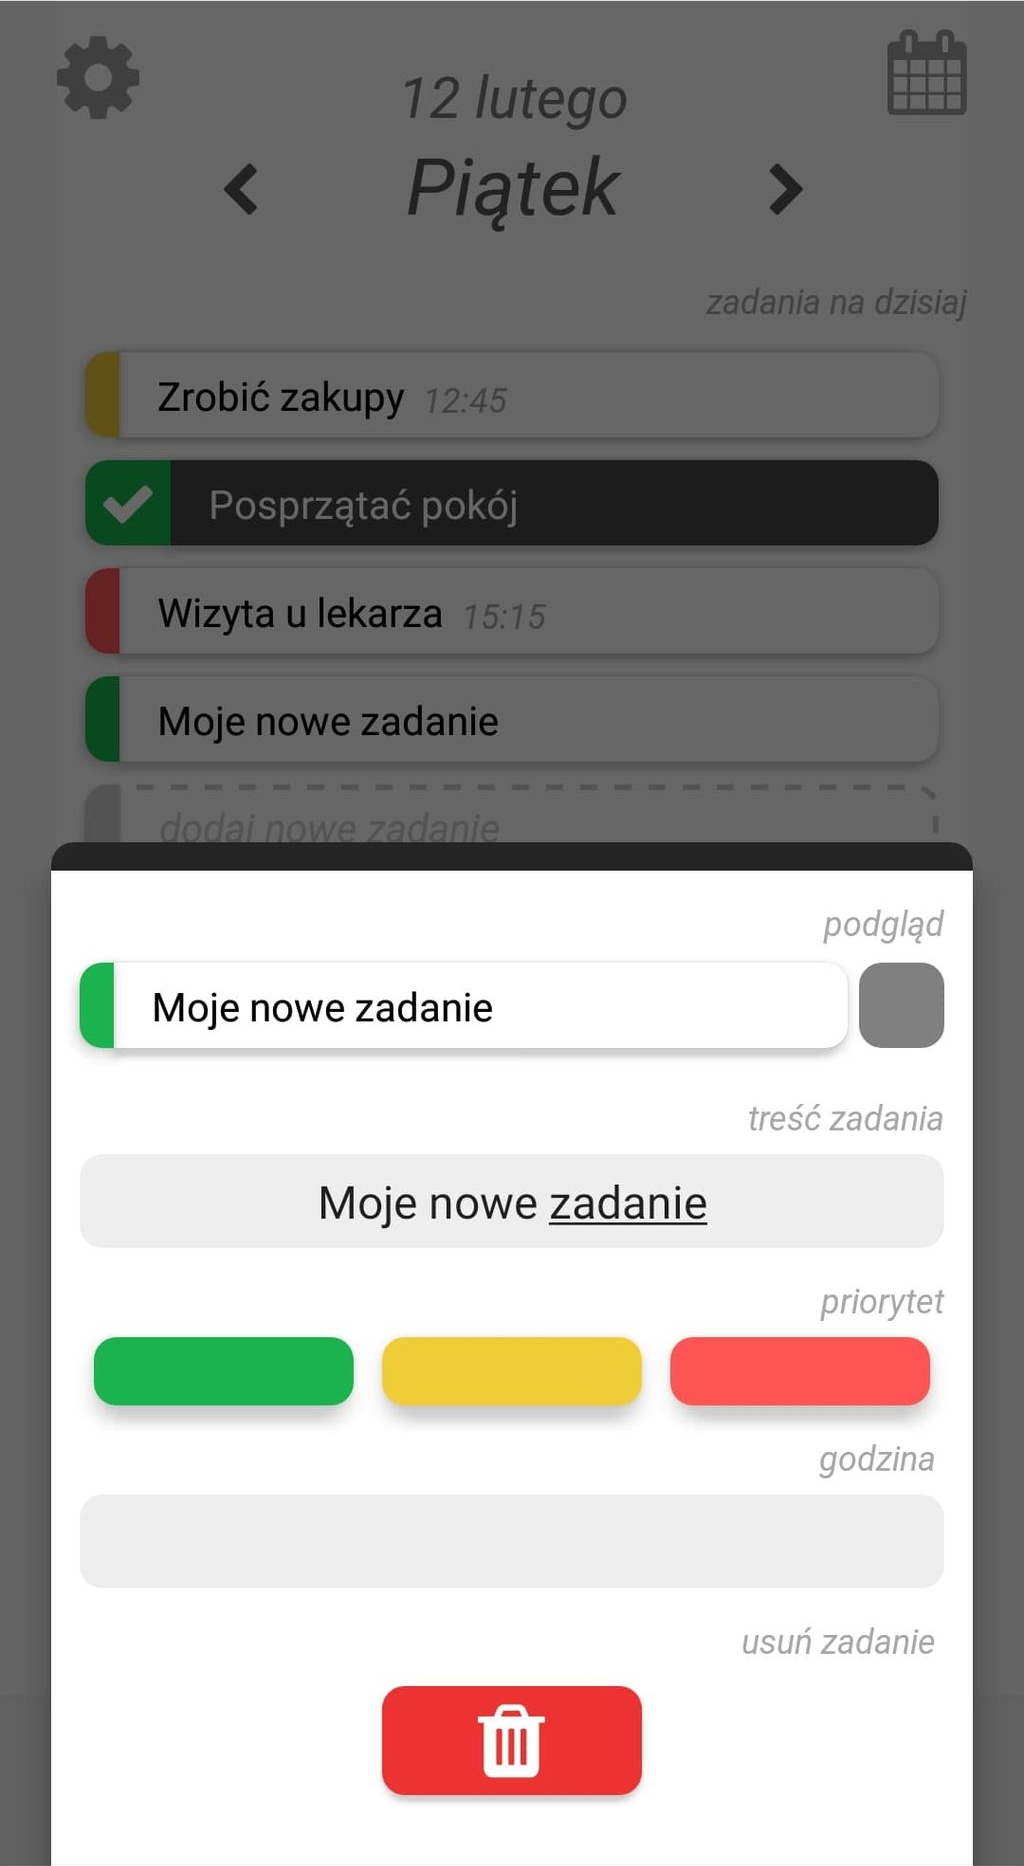 12 lutego
Piątek
zadania na dzisiaj
Zrobić zakupy 12:45
Posprzątać pokój
Wizyta u lekarza 15:15
Moje nowe zadanie
dodaj nowe zadanie
podgląd
Moje nowe zadanie
treść zadania
Moje nowe zadanie
priorytet
godzina
usuń zadanie